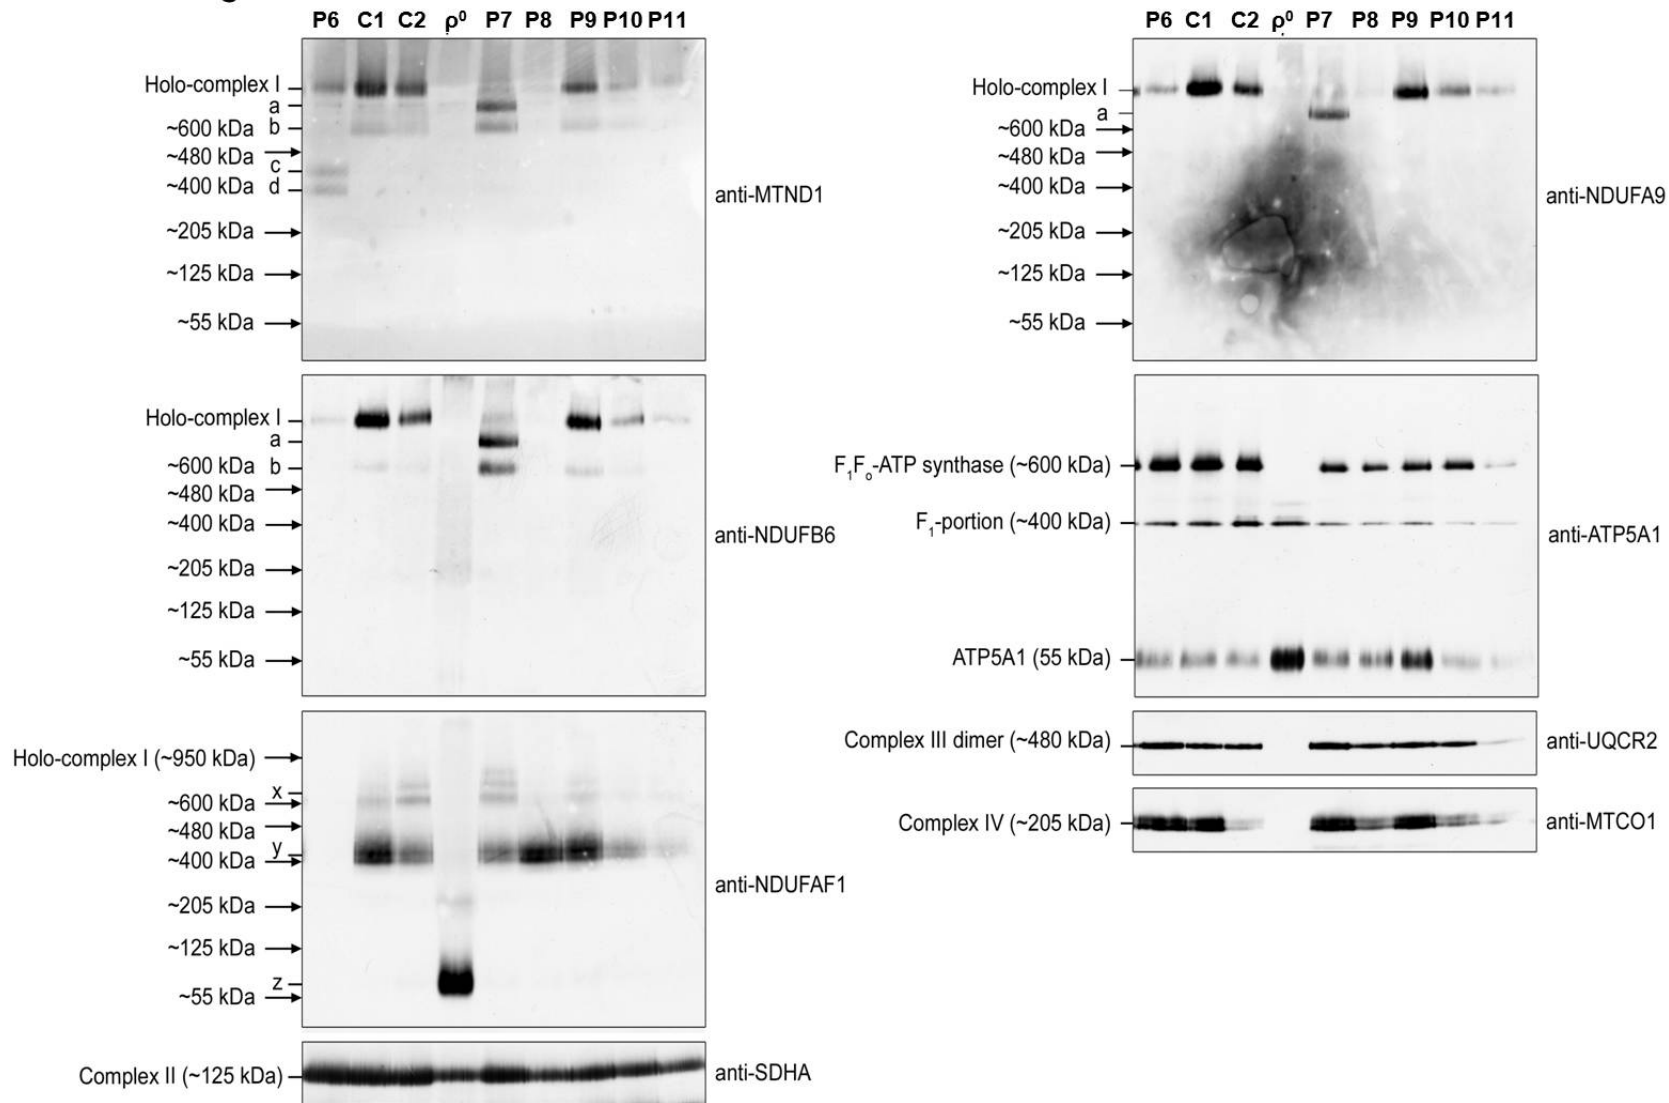 P6 C1 C2 ρ⁰ P7 P8 P9 P10 P11
Holo-complex I
a
~600 kDa b
~480 kDa
c
~400 kDa d
~205 kDa
~125 kDa
~55 kDa
anti-MTND1
Holo-complex I
a
~600 kDa b
~480 kDa
~400 kDa
~205 kDa
~125 kDa
~55 kDa
anti-NDUFB6
Holo-complex I (~950 kDa)
x
~600 kDa
~480 kDa
y
~400 kDa
~205 kDa
~125 kDa
z
~55 kDa
anti-NDUFAF1
Complex II (~125 kDa)
anti-SDHA
P6 C1 C2 ρ⁰ P7 P8 P9 P10 P11
Holo-complex I
a
~600 kDa
~480 kDa
~400 kDa
~205 kDa
~125 kDa
~55 kDa
anti-NDUFA9
F₁Fₒ-ATP synthase (~600 kDa)
F₁-portion (~400 kDa)
ATP5A1 (55 kDa)
anti-ATP5A1
Complex III dimer (~480 kDa)
anti-UQCR2
Complex IV (~205 kDa)
anti-MTCO1